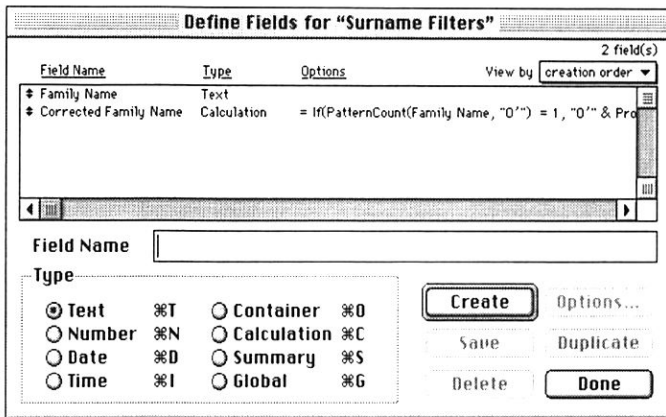 Define Fields for “Surname Filters”
2 field(s)
Field Name Type Options View by creation order
Family Name Text
Corrected Family Name Calculation = If(PatternCount(Family Name, "O'") = 1, "O'" & Pro
Field Name
Type
Text ⌘T Container ⌘O
Number ⌘N Calculation ⌘C
Date ⌘D Summary ⌘S
Time ⌘I Global ⌘G
Create Options...
Save Duplicate
Delete Done